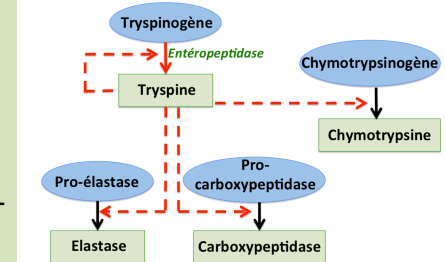 Tryspinogène
Entéropeptidase
Chymotrypsinogène
Tryspine
Chymotrypsine
Pro-élastase
Pro-
carboxypeptidase
Elastase
Carboxypeptidase